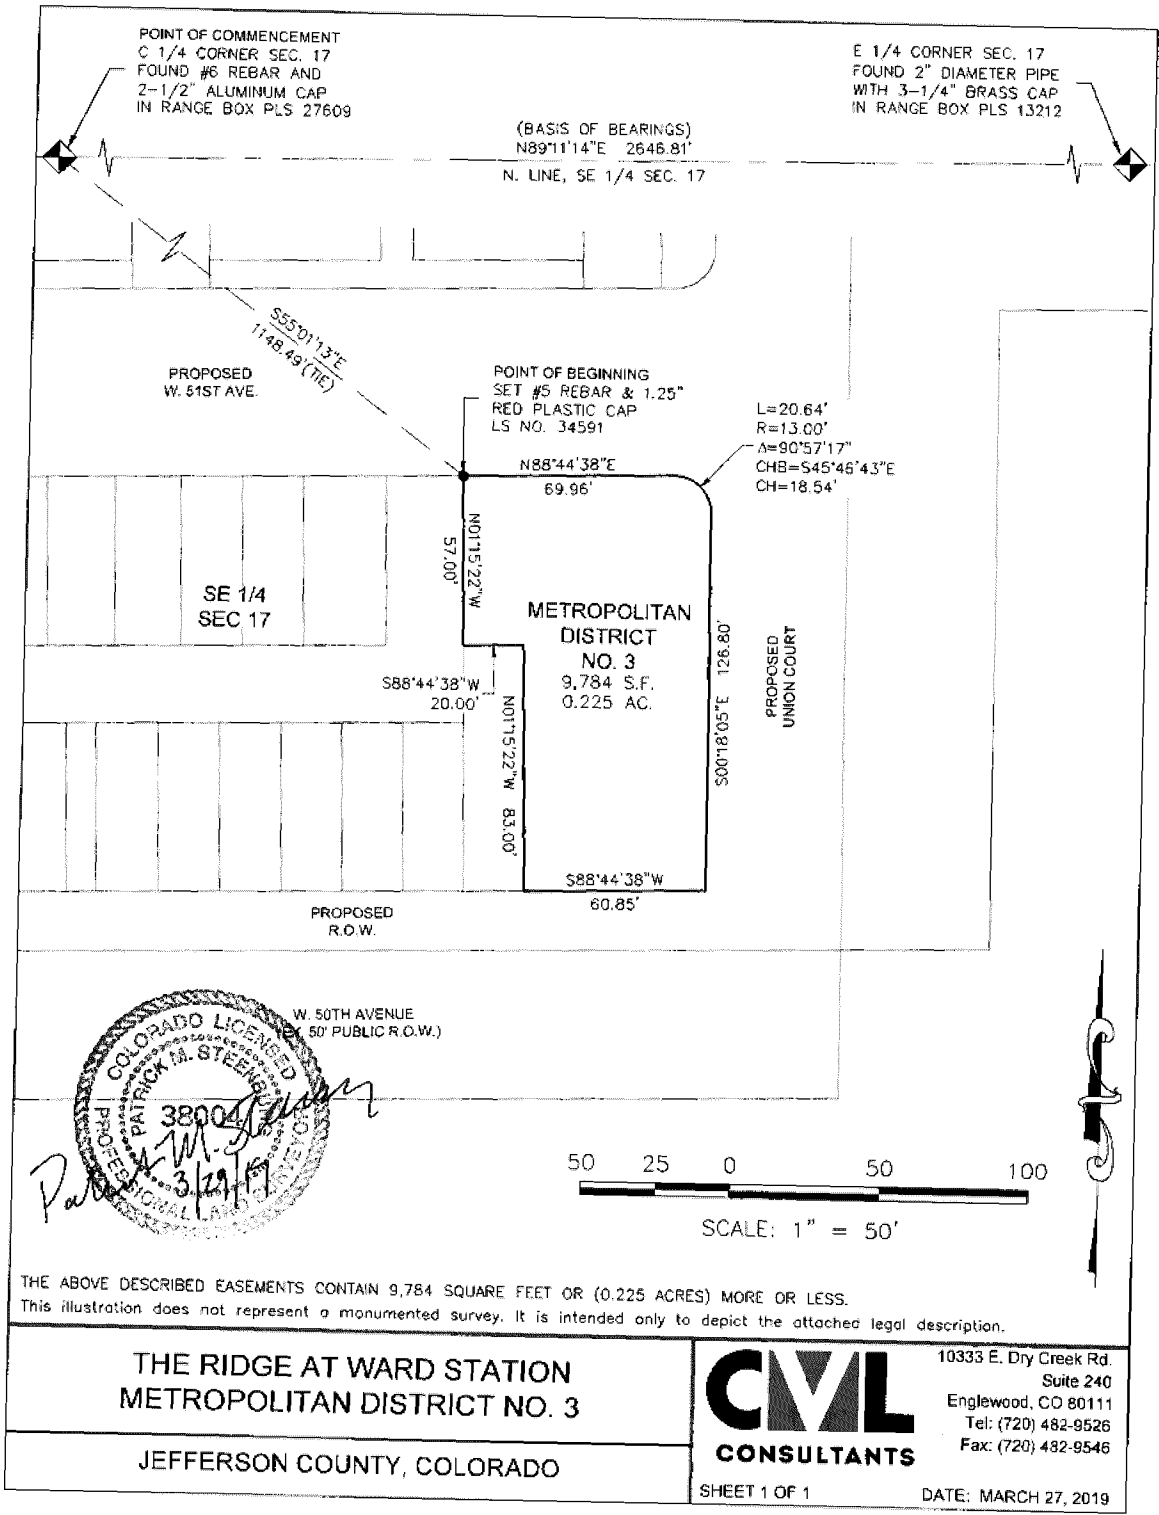 POINT OF COMMENCEMENT
C 1/4 CORNER SEC. 17
FOUND #6 REBAR AND
2-1/2" ALUMINUM CAP
IN RANGE BOX PLS 27609
E 1/4 CORNER SEC. 17
FOUND 2" DIAMETER PIPE
WITH 3-1/4" BRASS CAP
IN RANGE BOX PLS 13212
(BASIS OF BEARINGS)
N89°11'14"E 2646.81'
N. LINE, SE 1/4 SEC. 17
S55°01'13"E
1148.49'(TIE)
PROPOSED
W. 51ST AVE.
POINT OF BEGINNING
SET #5 REBAR & 1.25"
RED PLASTIC CAP
LS NO. 34591
L=20.64'
R=13.00'
Δ=90°57'17"
CHB=S45°46'43"E
CH=18.54'
N88°44'38"E
69.96'
N01°15'22"W
57.00'
SE 1/4
SEC 17
METROPOLITAN
DISTRICT
NO. 3
9,784 S.F.
0.225 AC.
S00°18'05"E 126.80'
PROPOSED
UNION COURT
S88°44'38"W
20.00'
N01°15'22"W 83.00'
S88°44'38"W
60.85'
PROPOSED
R.O.W.
W. 50TH AVENUE
50' PUBLIC R.O.W.)
COLORADO LICENSED
PATRICK M. STEENBURG
38004
PROFESSIONAL LAND SURVEYOR
3/29/19
50 25 0 50 100
SCALE: 1" = 50'
THE ABOVE DESCRIBED EASEMENTS CONTAIN 9,784 SQUARE FEET OR (0.225 ACRES) MORE OR LESS.
This illustration does not represent a monumented survey. It is intended only to depict the attached legal description.
THE RIDGE AT WARD STATION
METROPOLITAN DISTRICT NO. 3
JEFFERSON COUNTY, COLORADO
CVL
CONSULTANTS
10333 E. Dry Creek Rd.
Suite 240
Englewood, CO 80111
Tel: (720) 482-9526
Fax: (720) 482-9546
SHEET 1 OF 1
DATE: MARCH 27, 2019